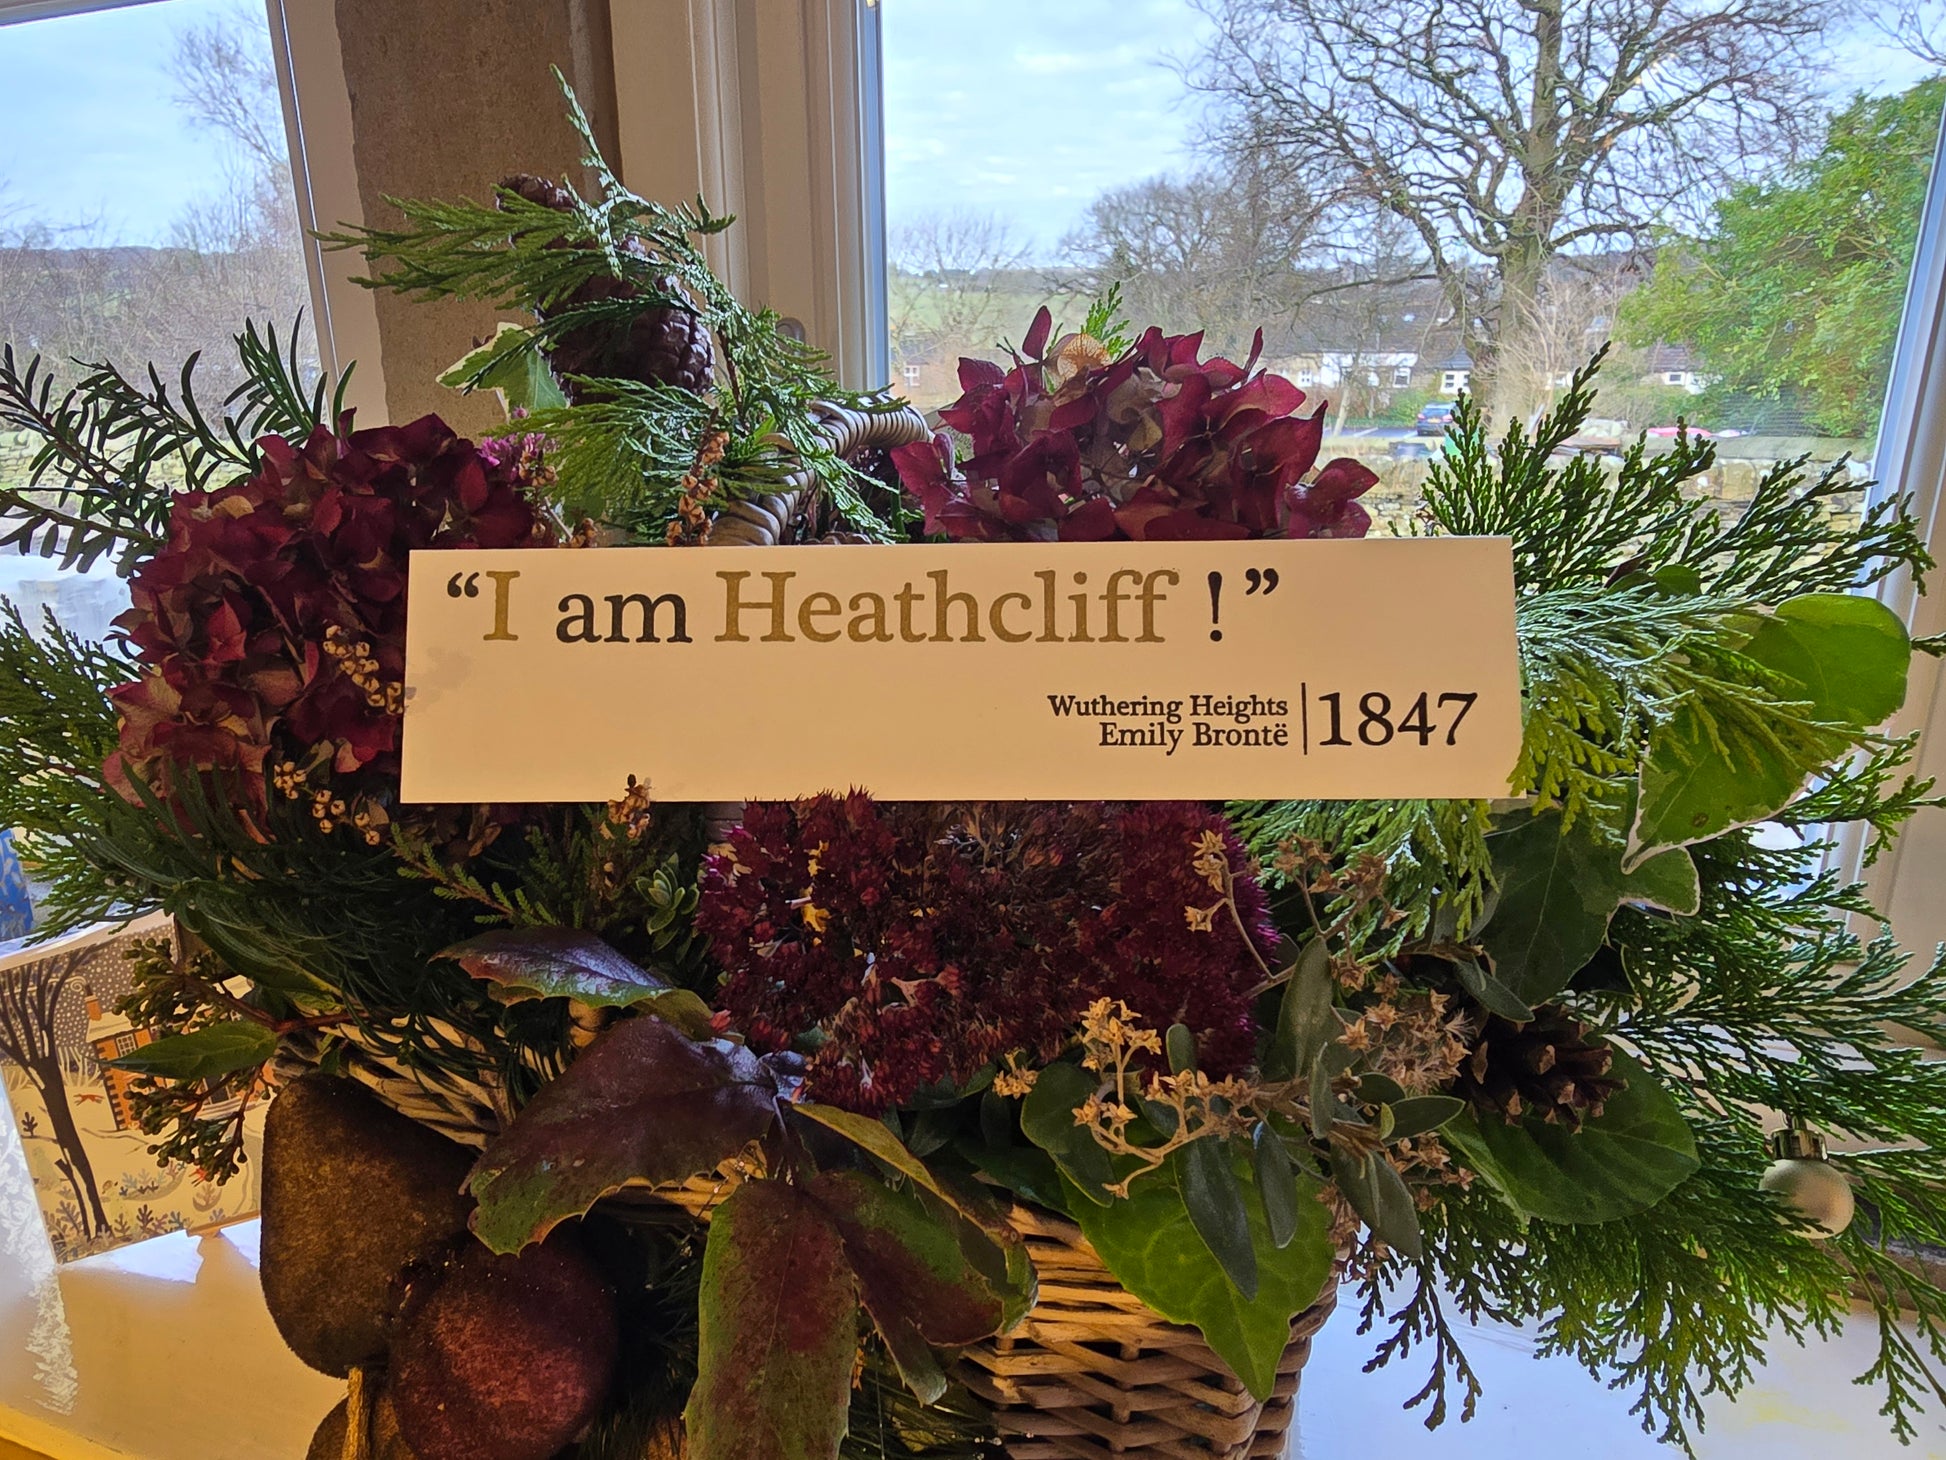 “I am Heathcliff !”
Wuthering Heights
Emily Brontë
1847